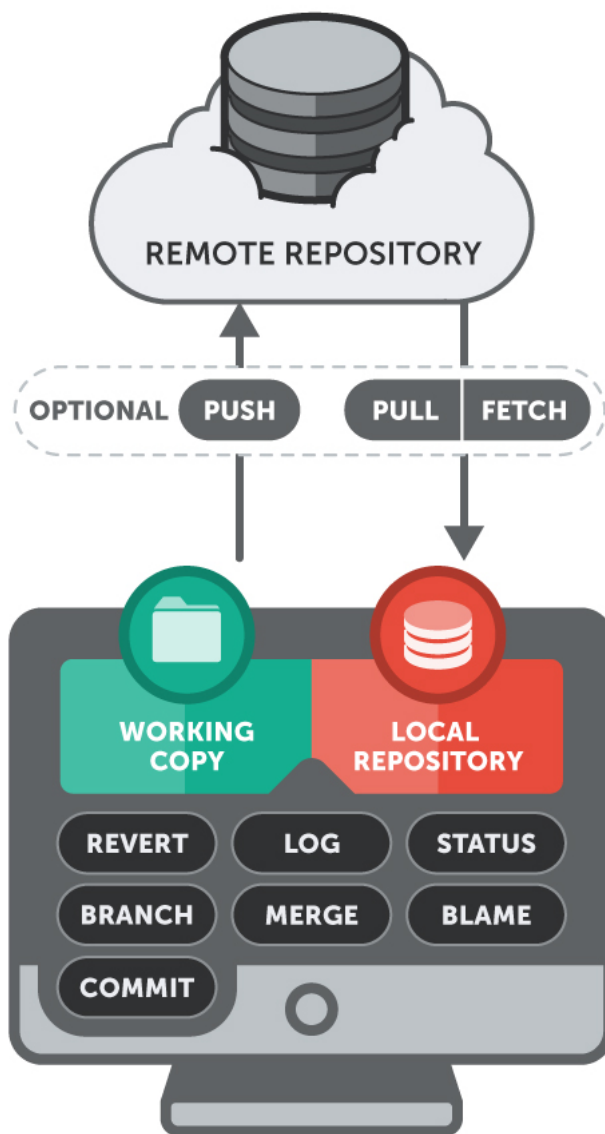 REMOTE REPOSITORY
OPTIONAL PUSH PULL FETCH
WORKING
COPY
LOCAL
REPOSITORY
REVERT LOG STATUS
BRANCH MERGE BLAME
COMMIT